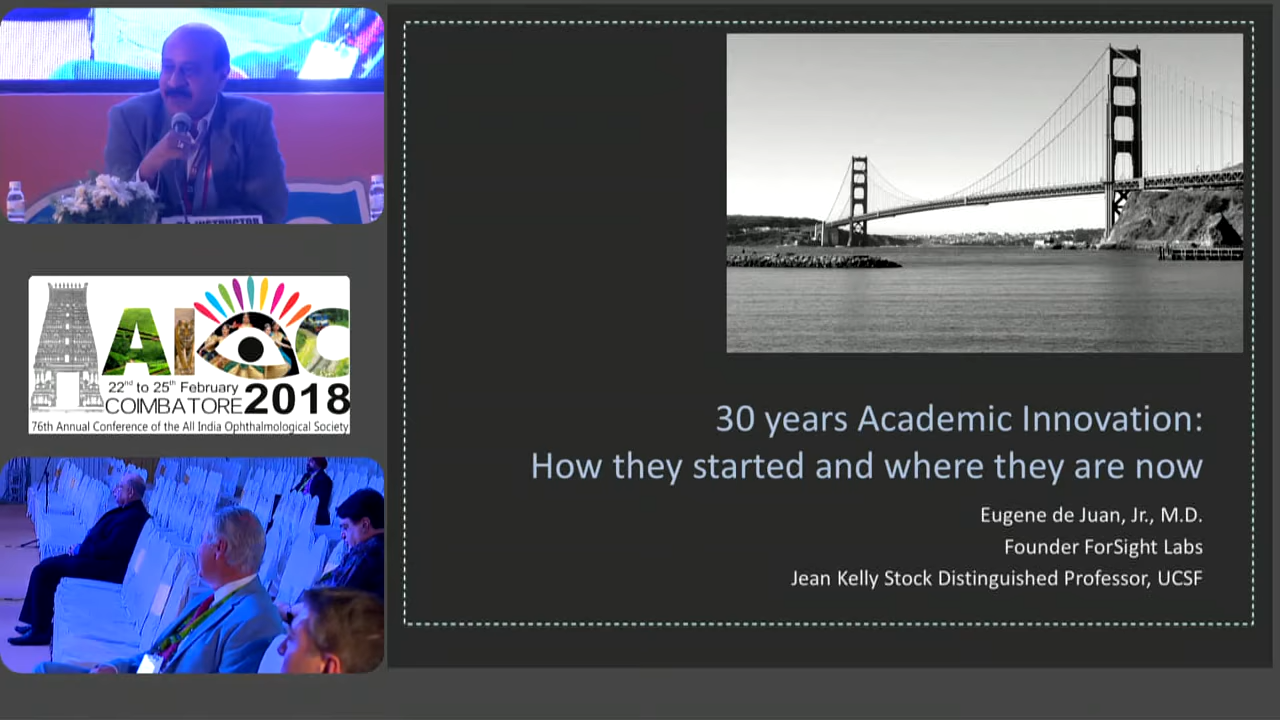 AIOC
22nd to 25th February
COIMBATORE 2018
76th Annual Conference of the All India Ophthalmological Society
30 years Academic Innovation:
How they started and where they are now
Eugene de Juan, Jr., M.D.
Founder ForSight Labs
Jean Kelly Stock Distinguished Professor, UCSF